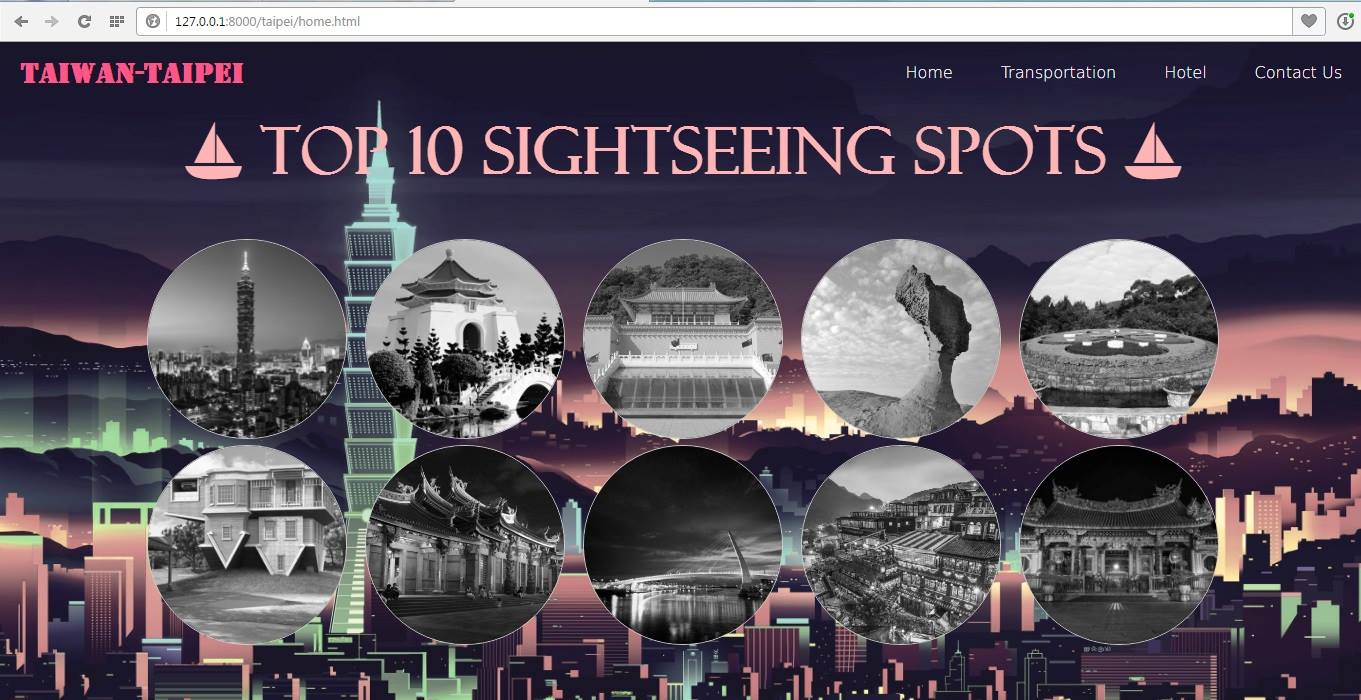 127.0.0.1:8000/taipei/home.html
TAIWAN-TAIPEI
Home Transportation Hotel Contact Us
TOP 10 SIGHTSEEING SPOTS